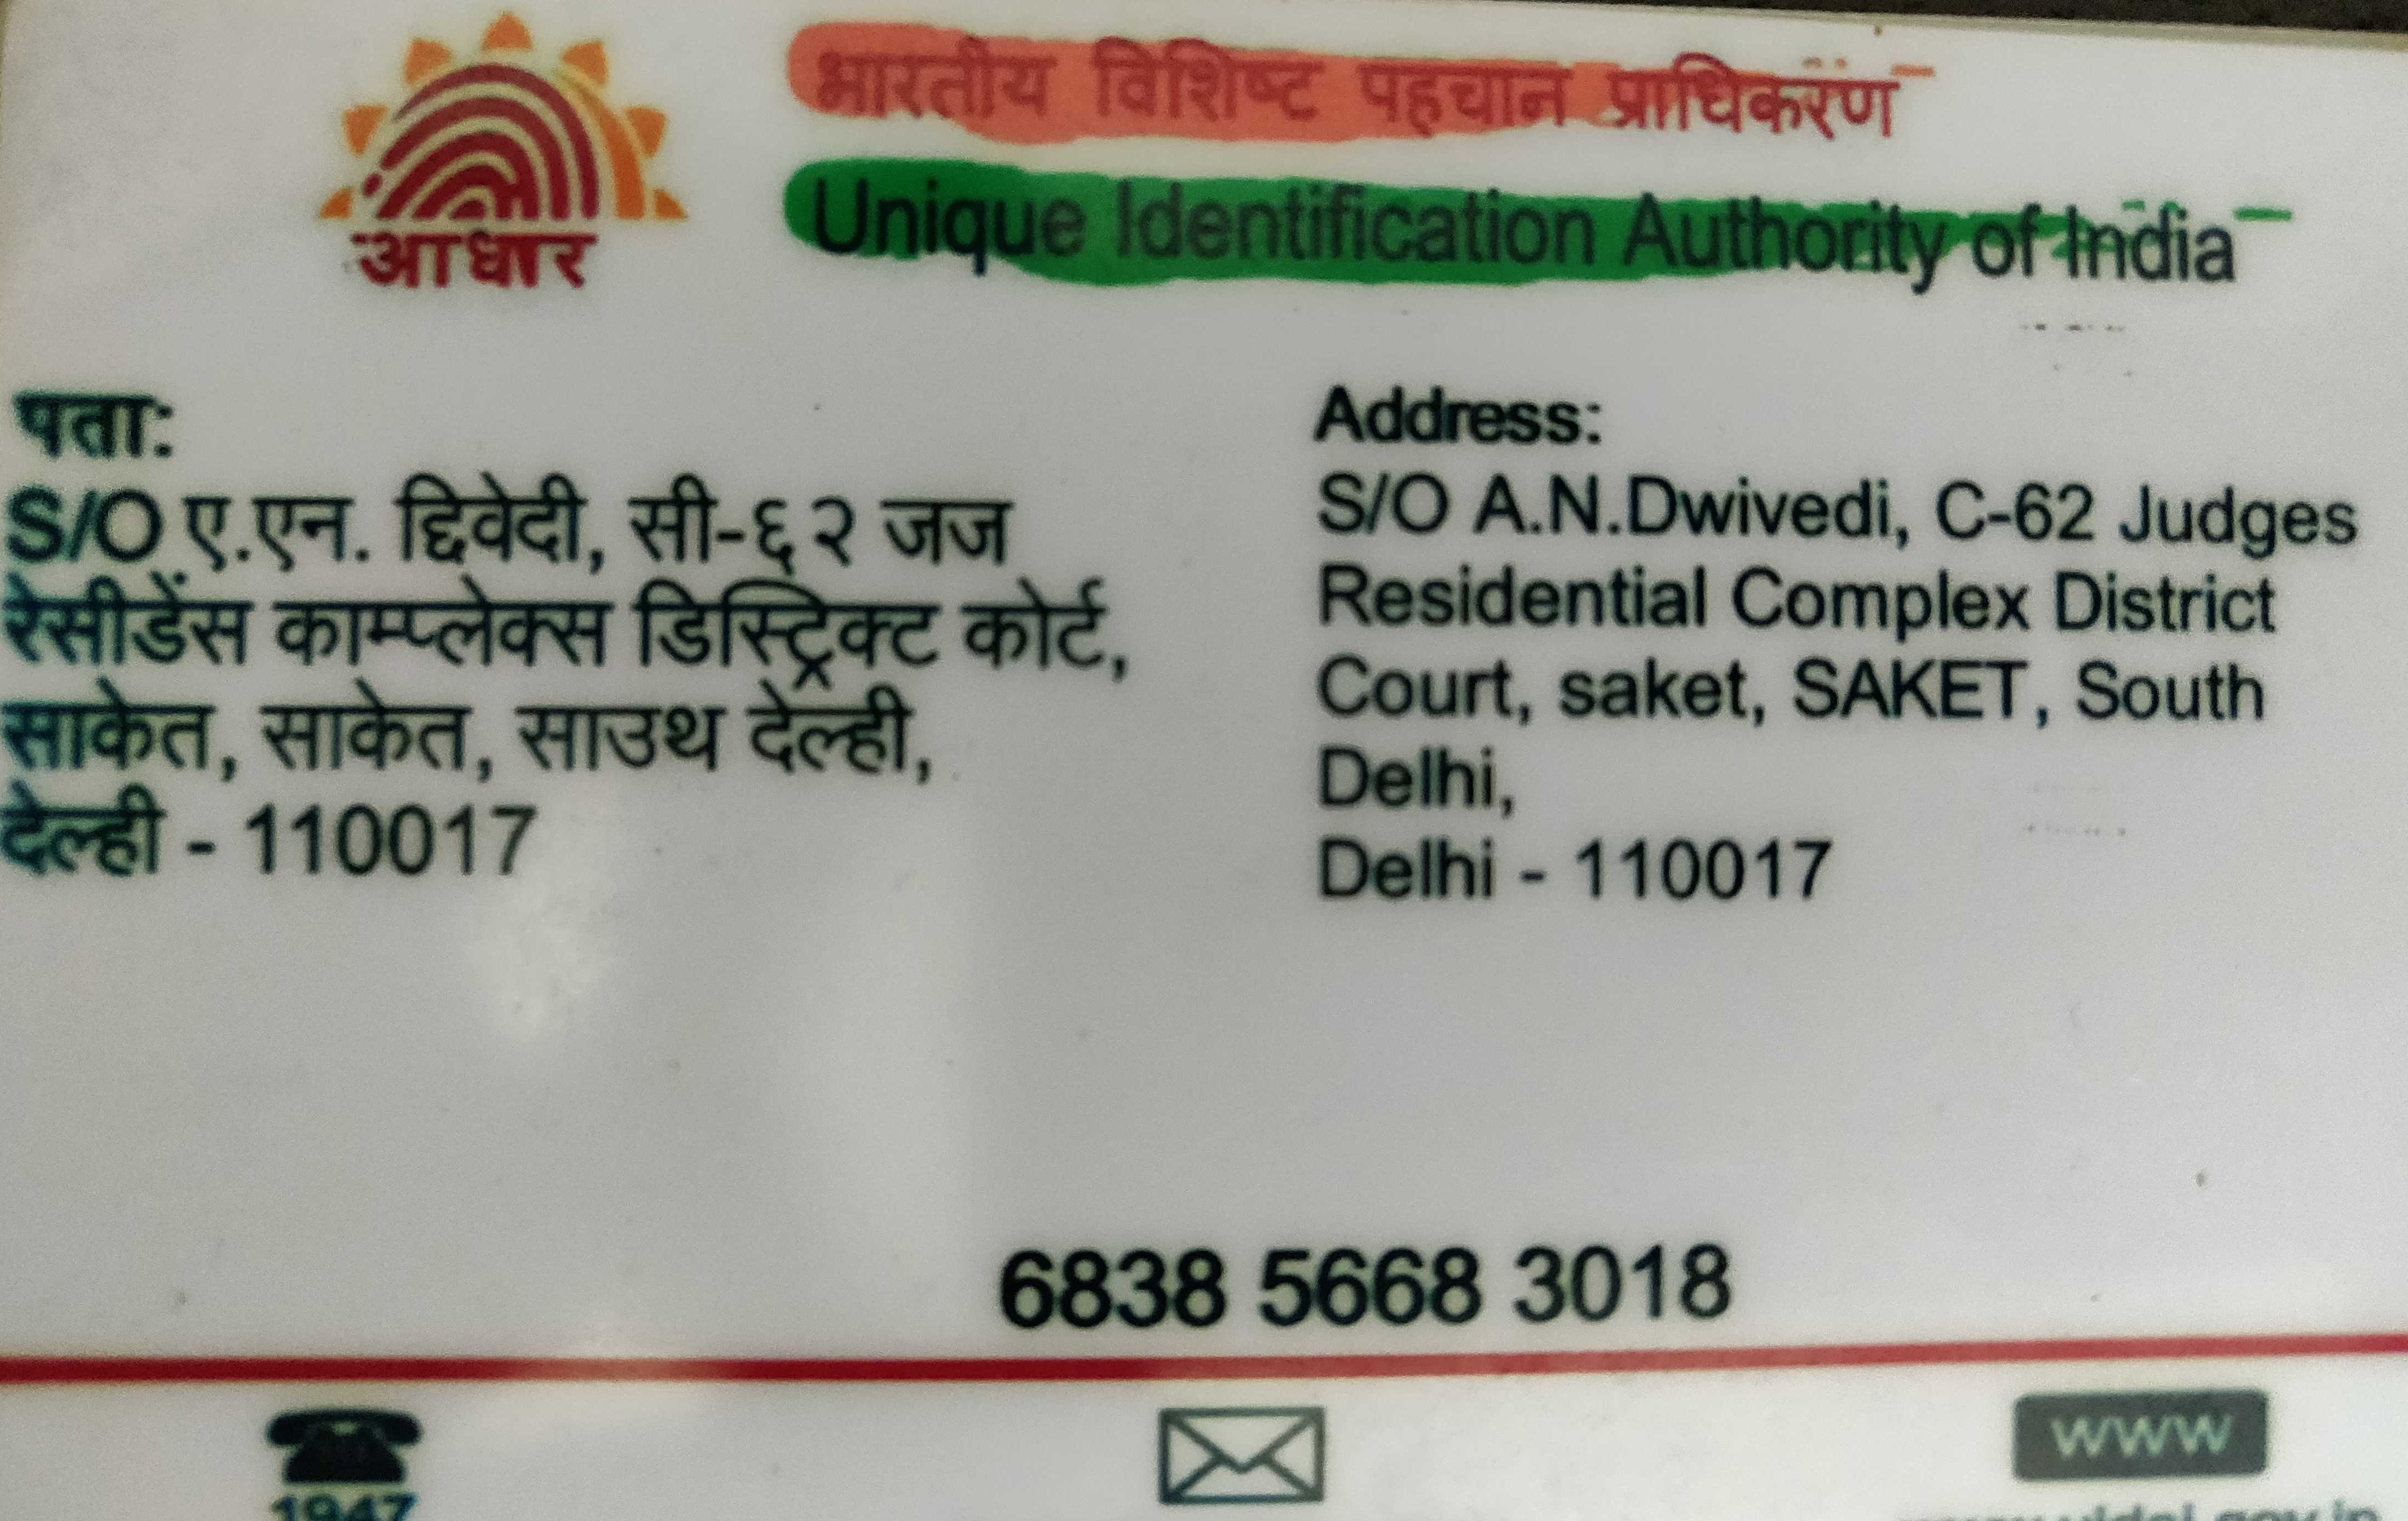 आधार
भारतीय विशिष्ट पहचान प्राधिकरण
Unique Identification Authority of India
पता:
S/O ए.एन. द्विवेदी, सी-६२ जज
रेसीडेंस काम्प्लेक्स डिस्ट्रिक्ट कोर्ट,
साकेत, साकेत, साउथ देल्ही,
देल्ही - 110017
Address:
S/O A.N.Dwivedi, C-62 Judges
Residential Complex District
Court, saket, SAKET, South
Delhi,
Delhi - 110017
6838 5668 3018
1947
WWW